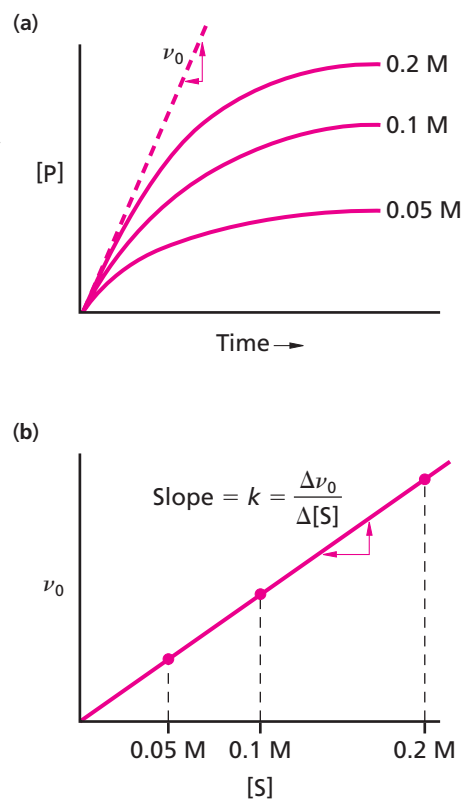 (a)
ν0
0.2 M
0.1 M
[P]
0.05 M
Time →
(b)
Slope = k = Δν0 / Δ[S]
ν0
0.05 M 0.1 M 0.2 M
[S]